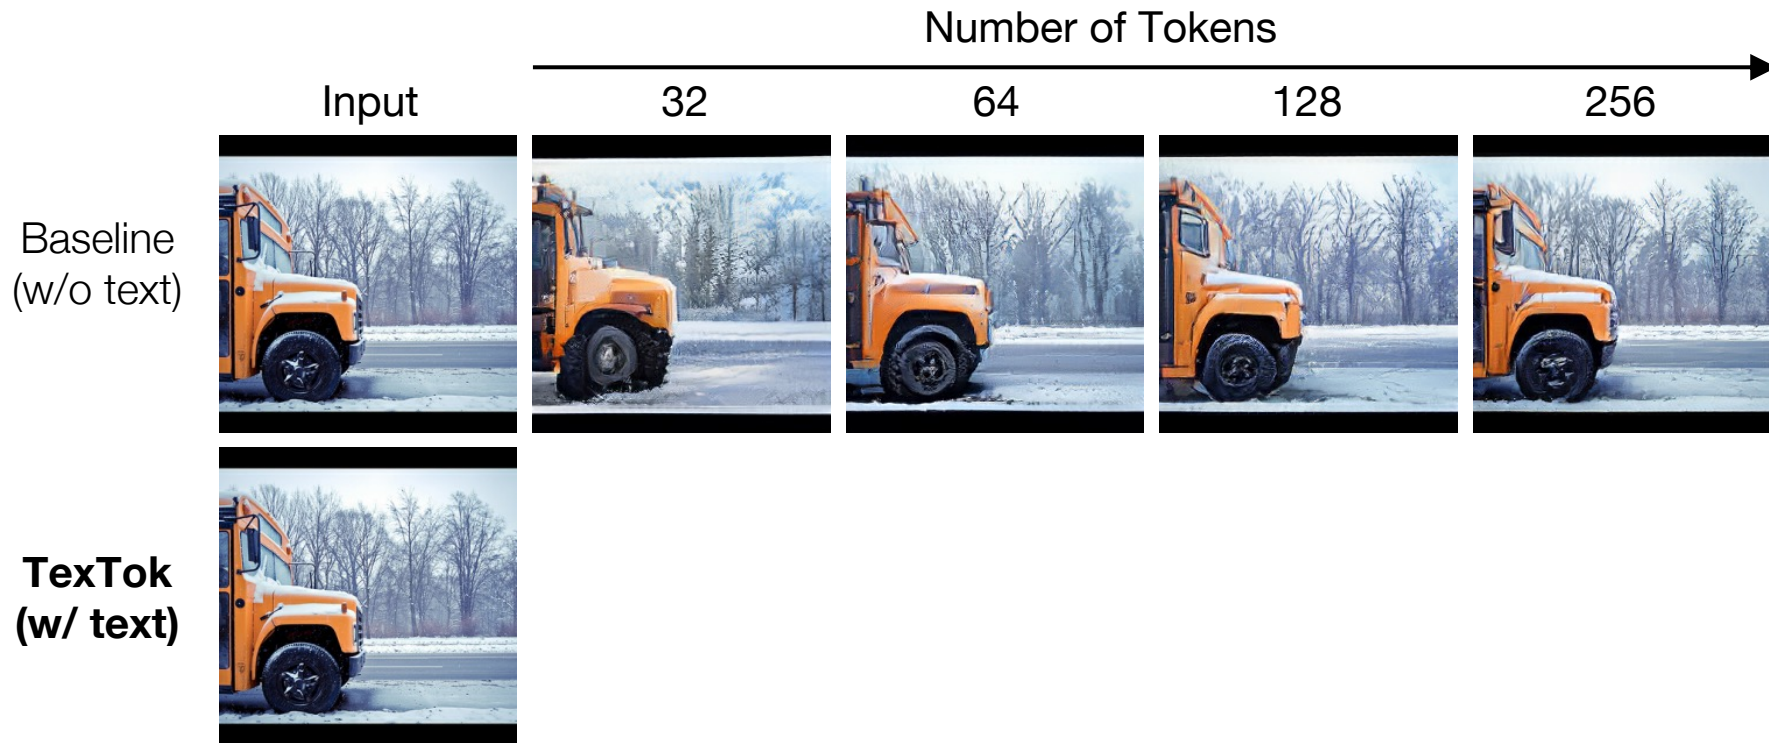 Number of Tokens
Input 32 64 128 256
Baseline
(w/o text)
TexTok
(w/ text)